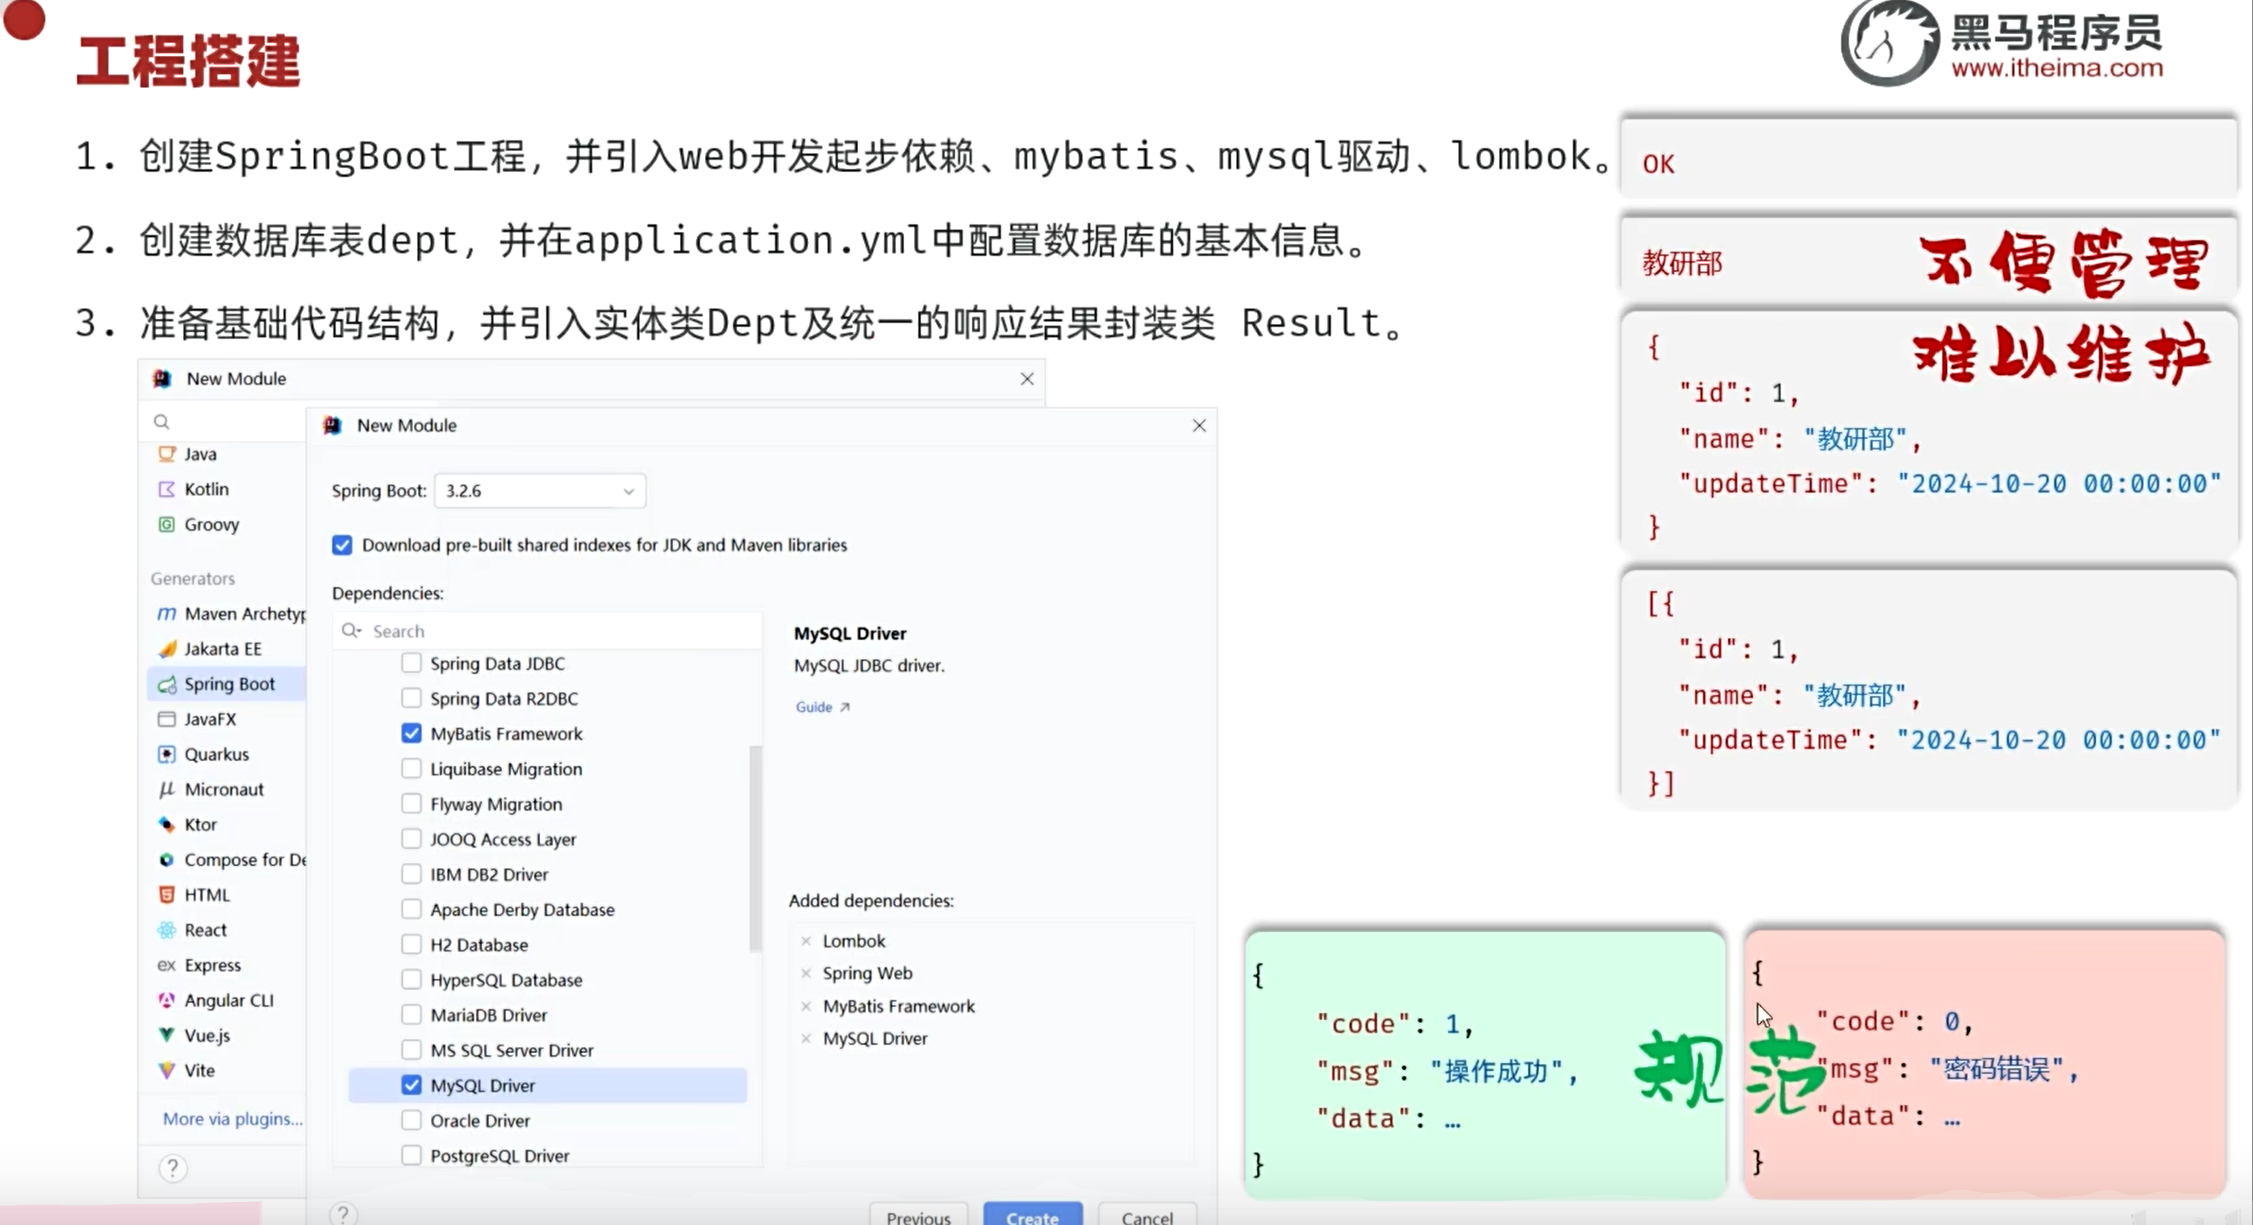 工程搭建
黑马程序员
www.itheima.com
1. 创建SpringBoot工程，并引入web开发起步依赖、mybatis、mysql驱动、lombok。
2. 创建数据库表dept，并在application.yml中配置数据库的基本信息。
3. 准备基础代码结构，并引入实体类Dept及统一的响应结果封装类 Result。
New Module
Java
Kotlin
Groovy
Generators
Maven Archetyp
Jakarta EE
Spring Boot
JavaFX
Quarkus
Micronaut
Ktor
Compose for De
HTML
React
ex Express
Angular CLI
Vue.js
Vite
More via plugins...
?
New Module
Spring Boot: 3.2.6
Download pre-built shared indexes for JDK and Maven libraries
Dependencies:
Search
Spring Data JDBC
Spring Data R2DBC
MyBatis Framework
Liquibase Migration
Flyway Migration
JOOQ Access Layer
IBM DB2 Driver
Apache Derby Database
H2 Database
HyperSQL Database
MariaDB Driver
MS SQL Server Driver
MySQL Driver
Oracle Driver
PostgreSQL Driver
MySQL Driver
MySQL JDBC driver.
Guide ↗
Added dependencies:
× Lombok
× Spring Web
× MyBatis Framework
× MySQL Driver
?
Previous
Create
Cancel
OK
教研部
不便管理
难以维护
{
"id": 1,
"name": "教研部",
"updateTime": "2024-10-20 00:00:00"
}
[{
"id": 1,
"name": "教研部",
"updateTime": "2024-10-20 00:00:00"
}]
{
"code": 1,
"msg": "操作成功",
"data": …
}
规范
{
"code": 0,
"msg": "密码错误",
"data": …
}